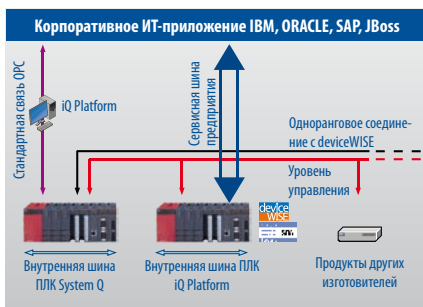 Корпоративное ИТ-приложение IBM, ORACLE, SAP, JBoss
Стандартная связь OPC
iQ Platform
Сервисная шина
предприятия
Одноранговое соедине-
ние с deviceWISE
Уровень
управления
device
WISE
Внутренняя шина
ПЛК System Q
Внутренняя шина ПЛК
iQ Platform
Продукты других
изготовителей